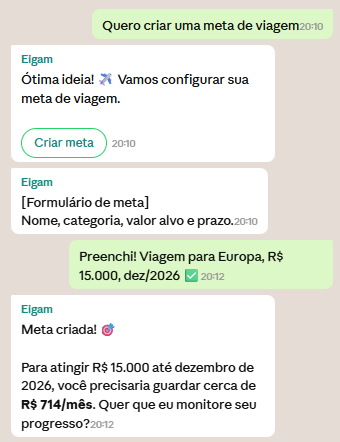 Quero criar uma meta de viagem 20:10
Eigam
Ótima ideia! ✈️ Vamos configurar sua
meta de viagem.
Criar meta 20:10
Eigam
[Formulário de meta]
Nome, categoria, valor alvo e prazo. 20:10
Preenchi! Viagem para Europa, R$
15.000, dez/2026 ✅ 20:12
Eigam
Meta criada! 🎯
Para atingir R$ 15.000 até dezembro de
2026, você precisaria guardar cerca de
R$ 714/mês. Quer que eu monitore seu
progresso? 20:12